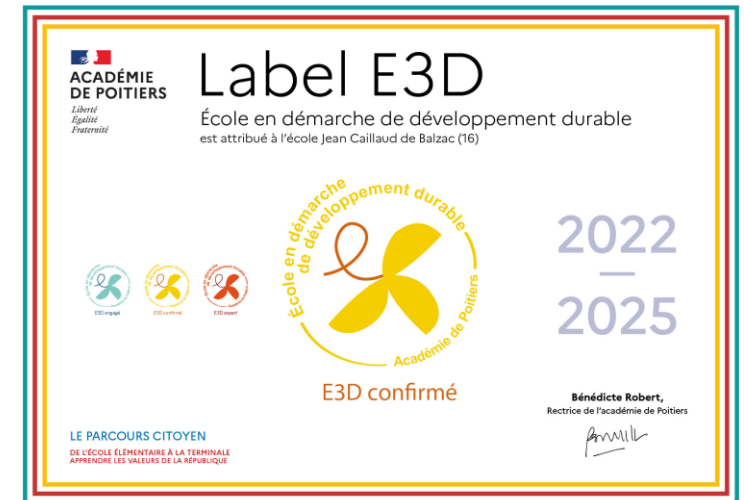 ACADÉMIE
DE POITIERS
Liberté
Égalité
Fraternité
Label E3D
École en démarche de développement durable
est attribué à l'école Jean Caillaud de Balzac (16)
École en démarche
de développement durable
Académie de Poitiers
E3D confirmé
E3D engagé
E3D confirmé
E3D expert
2022
—
2025
Bénédicte Robert,
Rectrice de l'académie de Poitiers
LE PARCOURS CITOYEN
DE L'ÉCOLE ÉLÉMENTAIRE À LA TERMINALE
APPRENDRE LES VALEURS DE LA RÉPUBLIQUE